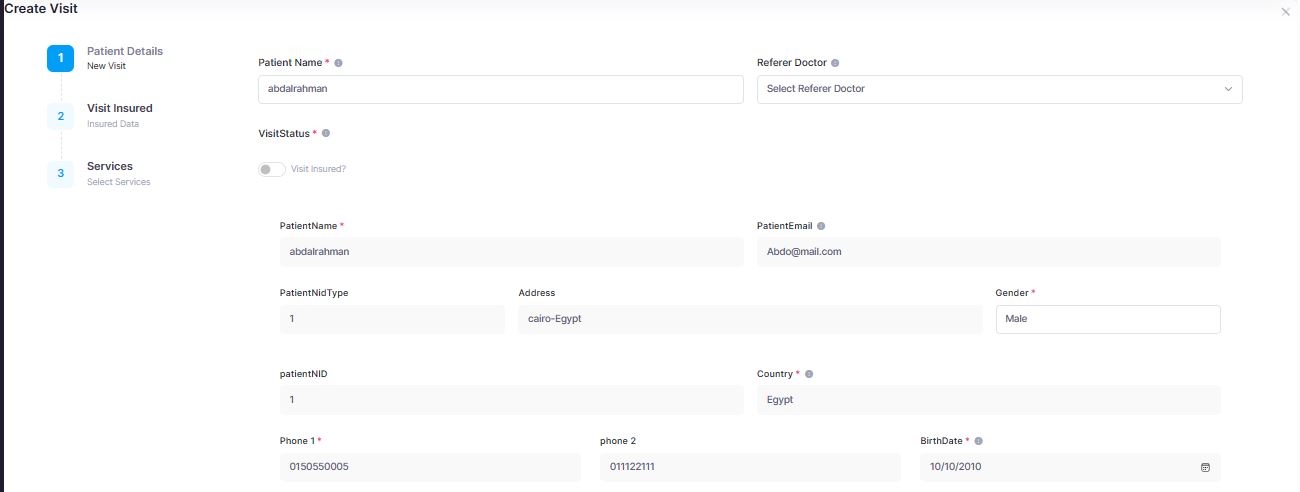 Create Visit
1
Patient Details
New Visit
2
Visit Insured
Insured Data
3
Services
Select Services
Patient Name *
abdalrahman
Referer Doctor
Select Referer Doctor
VisitStatus *
Visit Insured?
PatientName *
abdalrahman
PatientEmail
Abdo@mail.com
PatientNidType
1
Address
cairo-Egypt
Gender *
Male
patientNID
1
Country *
Egypt
Phone 1 *
0150550005
phone 2
011122111
BirthDate *
10/10/2010